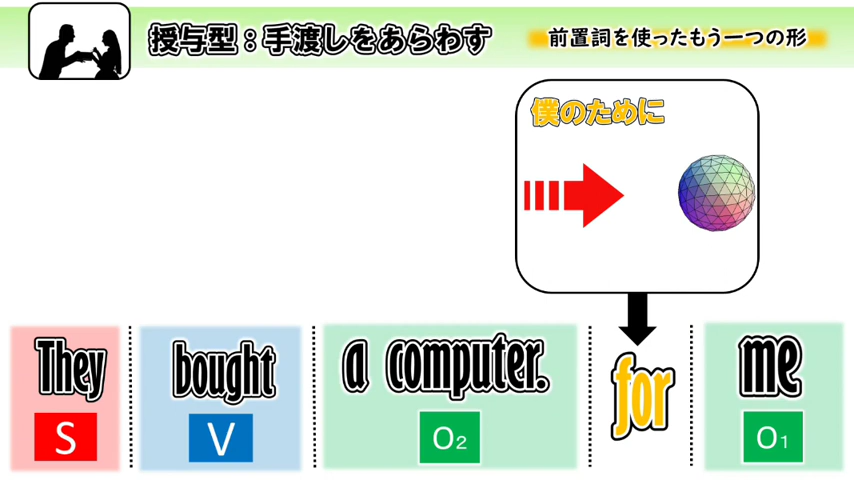 授与型：手渡しをあらわす
前置詞を使ったもう一つの形
僕のために
They bought a computer. for me
S V O₂ O₁